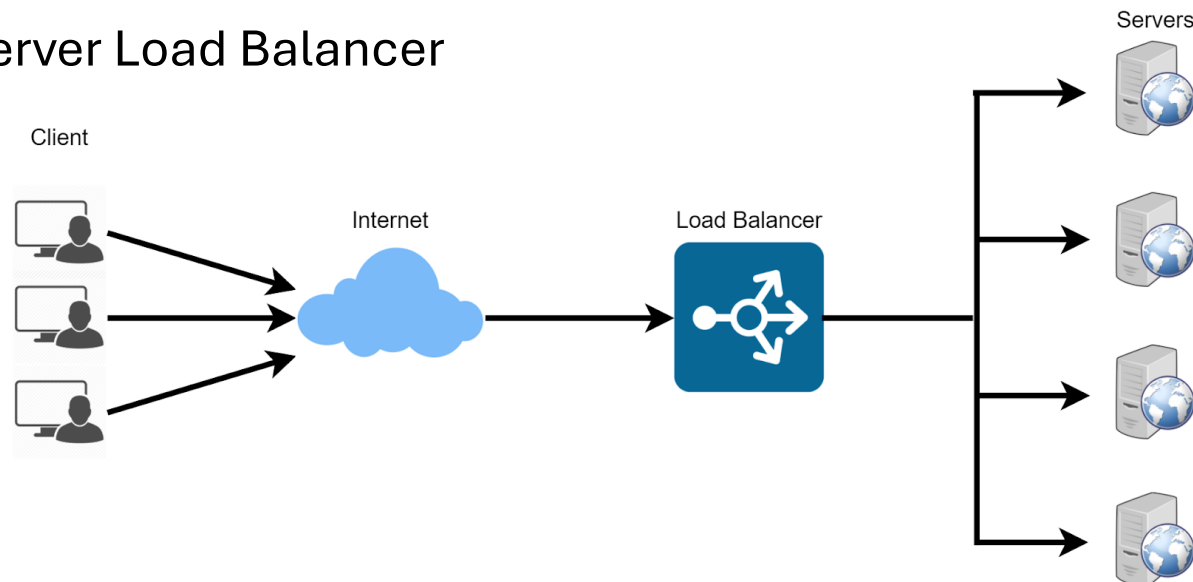 erver Load Balancer
Servers
Client
Internet
Load Balancer